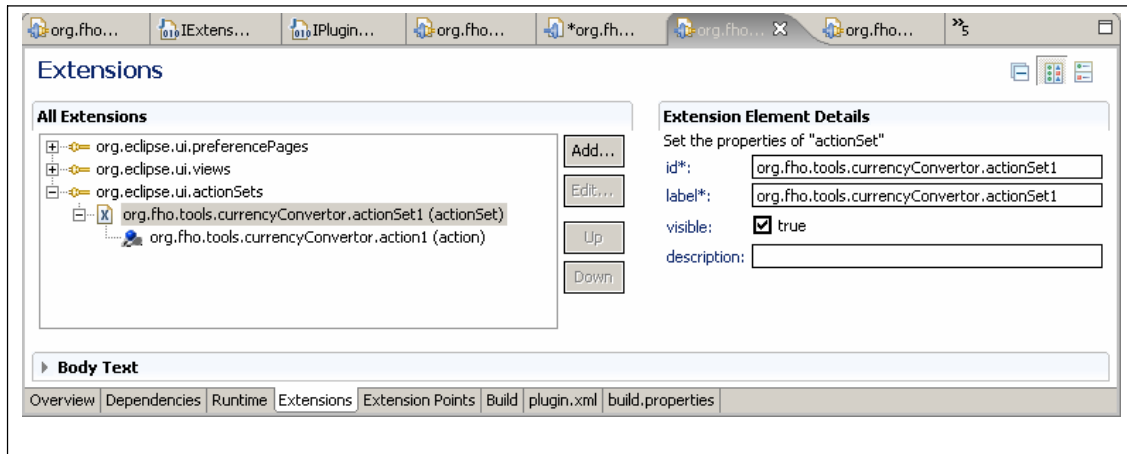 org.fho... IExtens... IPlugin... org.fho... *org.fh... org.fho... org.fho... »5
Extensions
All Extensions
org.eclipse.ui.preferencePages
org.eclipse.ui.views
org.eclipse.ui.actionSets
org.fho.tools.currencyConvertor.actionSet1 (actionSet)
org.fho.tools.currencyConvertor.action1 (action)
Add...
Edit...
Up
Down
Extension Element Details
Set the properties of "actionSet"
id*: org.fho.tools.currencyConvertor.actionSet1
label*: org.fho.tools.currencyConvertor.actionSet1
visible: true
description:
Body Text
Overview Dependencies Runtime Extensions Extension Points Build plugin.xml build.properties